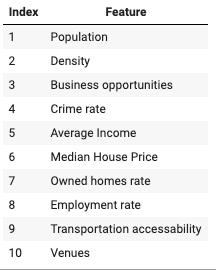 Index Feature
1 Population
2 Density
3 Business opportunities
4 Crime rate
5 Average Income
6 Median House Price
7 Owned homes rate
8 Employment rate
9 Transportation accessability
10 Venues